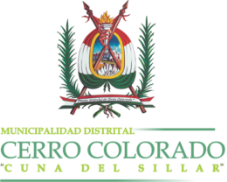 MUNICIPALIDAD DISTRITAL
CERRO COLORADO
"CUNA DEL SILLAR"